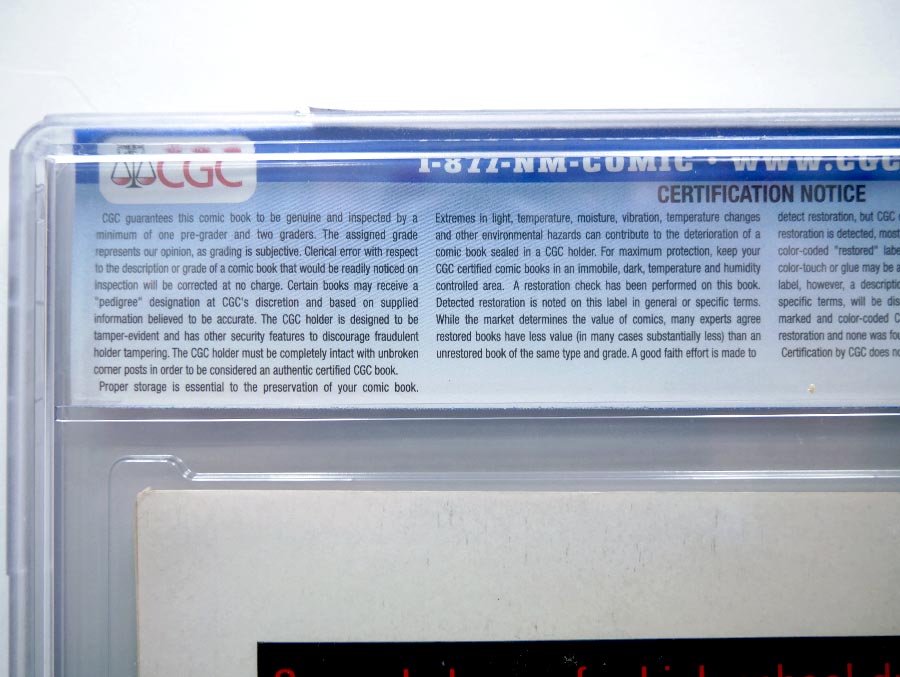 CGC
1-877-NM-COMIC • WWW.CGC
CERTIFICATION NOTICE
CGC guarantees this comic book to be genuine and inspected by a
minimum of one pre-grader and two graders. The assigned grade
represents our opinion, as grading is subjective. Clerical error with respect
to the description or grade of a comic book that would be readily noticed on
inspection will be corrected at no charge. Certain books may receive a
"pedigree" designation at CGC's discretion and based on supplied
information believed to be accurate. The CGC holder is designed to be
tamper-evident and has other security features to discourage fraudulent
holder tampering. The CGC holder must be completely intact with unbroken
corner posts in order to be considered an authentic certified CGC book.
Proper storage is essential to the preservation of your comic book.
Extremes in light, temperature, moisture, vibration, temperature changes
and other environmental hazards can contribute to the deterioration of a
comic book sealed in a CGC holder. For maximum protection, keep your
CGC certified comic books in an immobile, dark, temperature and humidity
controlled area. A restoration check has been performed on this book.
Detected restoration is noted on this label in general or specific terms.
While the market determines the value of comics, many experts agree
restored books have less value (in many cases substantially less) than an
unrestored book of the same type and grade. A good faith effort is made to
detect restoration, but CGC
restoration is detected, most
color-coded "restored" labe
color-touch or glue may be a
label, however, a descriptio
specific terms, will be dis
marked and color-coded C
restoration and none was fou
Certification by CGC does no